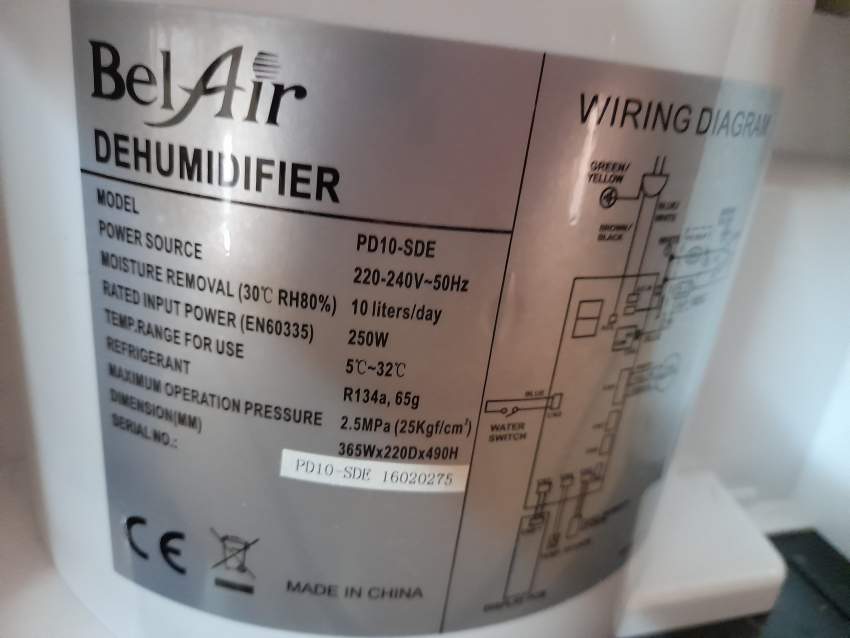 BelAir
DEHUMIDIFIER
MODEL PD10-SDE
POWER SOURCE 220-240V~50Hz
MOISTURE REMOVAL (30℃ RH80%) 10 liters/day
RATED INPUT POWER (EN60335) 250W
TEMP.RANGE FOR USE 5℃~32℃
REFRIGERANT R134a, 65g
MAXIMUM OPERATION PRESSURE 2.5MPa (25Kgf/cm²)
DIMENSION(MM) 365Wx220Dx490H
SERIAL NO.: PD10-SDE 16020275
CE
MADE IN CHINA
WIRING DIAGRAM
GREEN/
YELLOW
BLUE/
WHITE
BROWN/
BLACK
BLUE
WATER
SWITCH